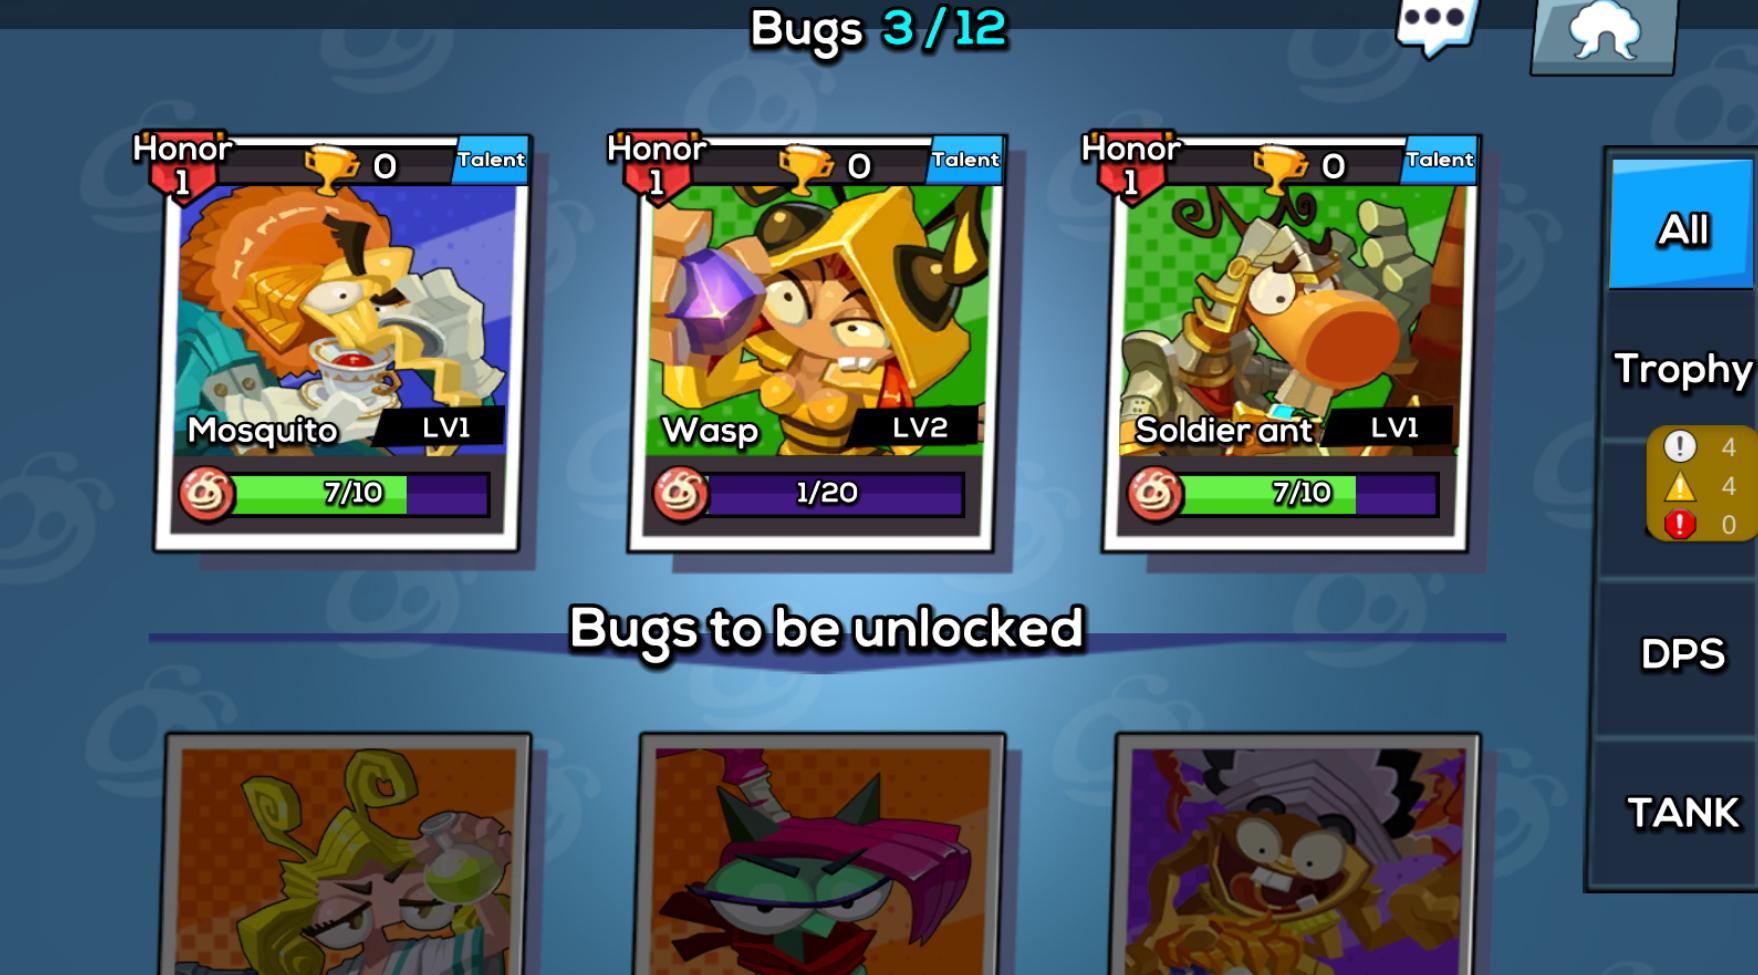 Bugs 3/12
Honor 1 0 Talent
Mosquito LV1
7/10
Honor 1 0 Talent
Wasp LV2
1/20
Honor 1 0 Talent
Soldier ant LV1
7/10
Bugs to be unlocked
All
Trophy
4
4
0
DPS
TANK